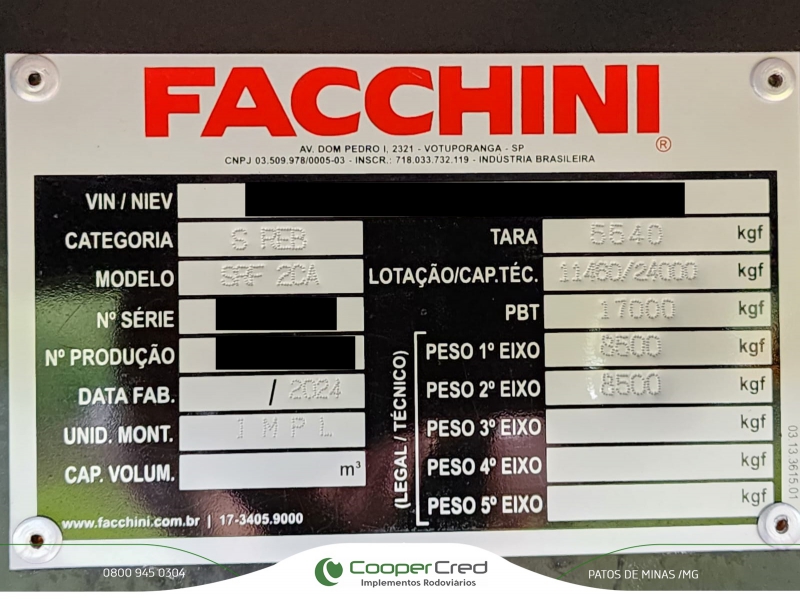 FACCHINI
®
AV. DOM PEDRO I, 2321 - VOTUPORANGA - SP
CNPJ 03.509.978/0005-03 - INSCR.: 718.033.732.119 - INDÚSTRIA BRASILEIRA
VIN / NIEV
CATEGORIA S REB
MODELO SRF 2CA
Nº SÉRIE
Nº PRODUÇÃO
DATA FAB. / 2024
UNID. MONT. 1 M P L
CAP. VOLUM. m³
TARA 5540 kgf
LOTAÇÃO/CAP.TÉC. 11460/24000 kgf
PBT 17000 kgf
(LEGAL / TÉCNICO)
PESO 1º EIXO 8500 kgf
PESO 2º EIXO 8500 kgf
PESO 3º EIXO kgf
PESO 4º EIXO kgf
PESO 5º EIXO kgf
03.13.3615.01
www.facchini.com.br | 17-3405.9000
0800 945 0304
CooperCred
Implementos Rodoviários
PATOS DE MINAS /MG